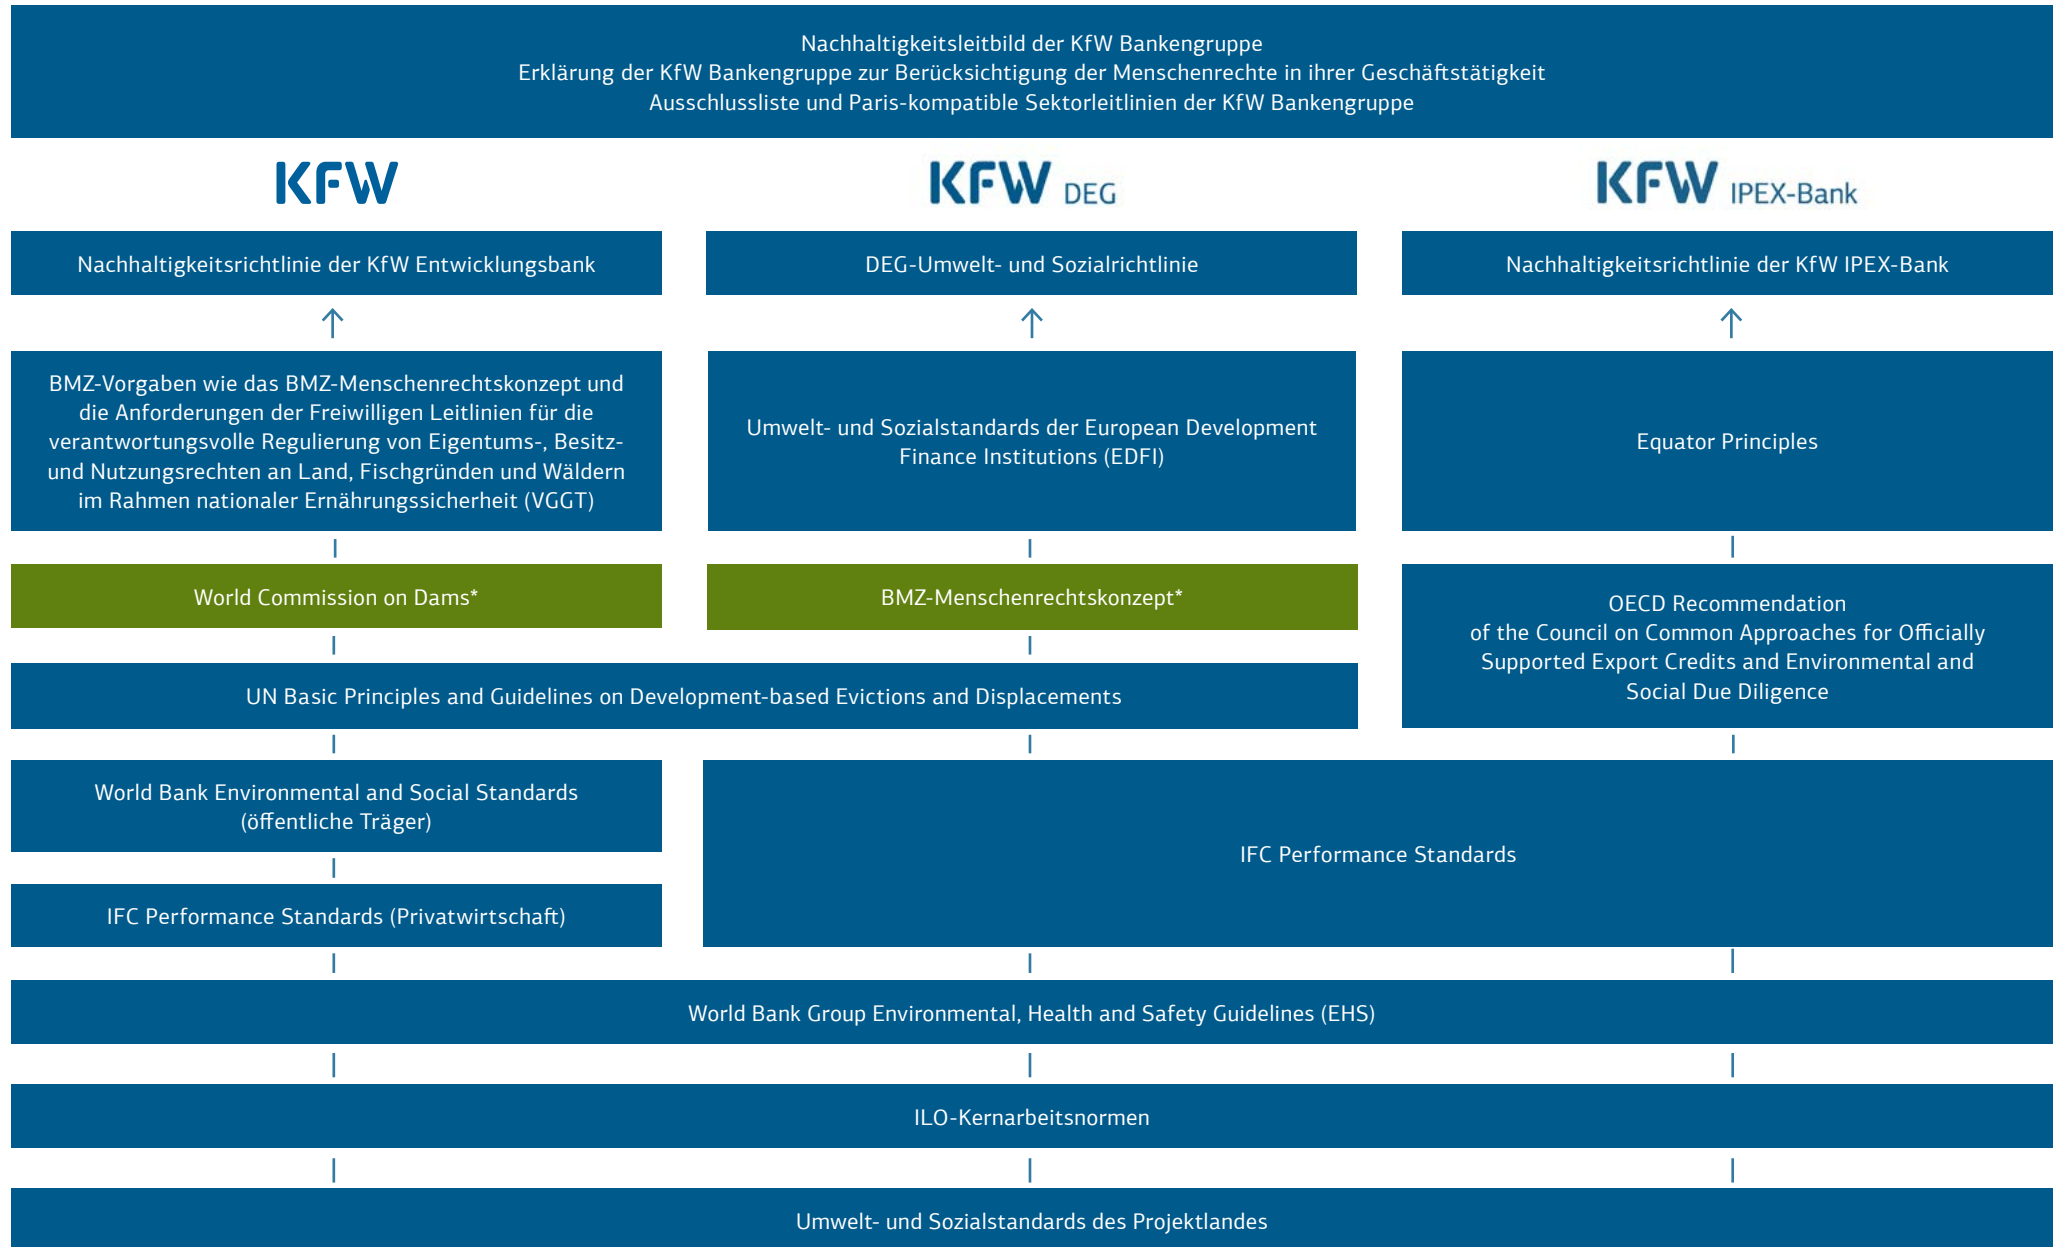 Nachhaltigkeitsleitbild der KfW Bankengruppe
Erklärung der KfW Bankengruppe zur Berücksichtigung der Menschenrechte in ihrer Geschäftstätigkeit
Ausschlussliste und Paris-kompatible Sektorleitlinien der KfW Bankengruppe
KFW
KFW DEG
KFW IPEX-Bank
Nachhaltigkeitsrichtlinie der KfW Entwicklungsbank
DEG-Umwelt- und Sozialrichtlinie
Nachhaltigkeitsrichtlinie der KfW IPEX-Bank
BMZ-Vorgaben wie das BMZ-Menschenrechtskonzept und
die Anforderungen der Freiwilligen Leitlinien für die
verantwortungsvolle Regulierung von Eigentums-, Besitz-
und Nutzungsrechten an Land, Fischgründen und Wäldern
im Rahmen nationaler Ernährungssicherheit (VGGT)
Umwelt- und Sozialstandards der European Development
Finance Institutions (EDFI)
Equator Principles
World Commission on Dams*
BMZ-Menschenrechtskonzept*
OECD Recommendation
of the Council on Common Approaches for Officially
Supported Export Credits and Environmental and
Social Due Diligence
UN Basic Principles and Guidelines on Development-based Evictions and Displacements
World Bank Environmental and Social Standards
(öffentliche Träger)
IFC Performance Standards
IFC Performance Standards (Privatwirtschaft)
World Bank Group Environmental, Health and Safety Guidelines (EHS)
ILO-Kernarbeitsnormen
Umwelt- und Sozialstandards des Projektlandes